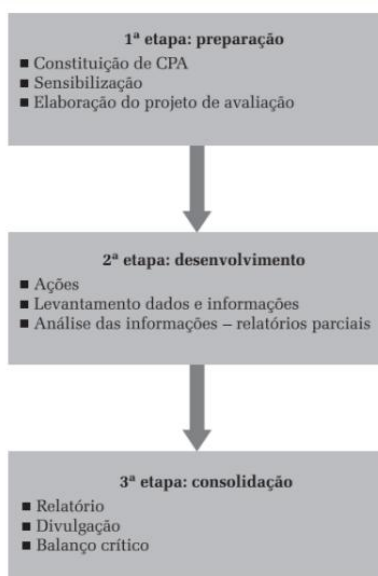 1ª etapa: preparação
■ Constituição de CPA
■ Sensibilização
■ Elaboração do projeto de avaliação
2ª etapa: desenvolvimento
■ Ações
■ Levantamento dados e informações
■ Análise das informações – relatórios parciais
3ª etapa: consolidação
■ Relatório
■ Divulgação
■ Balanço crítico